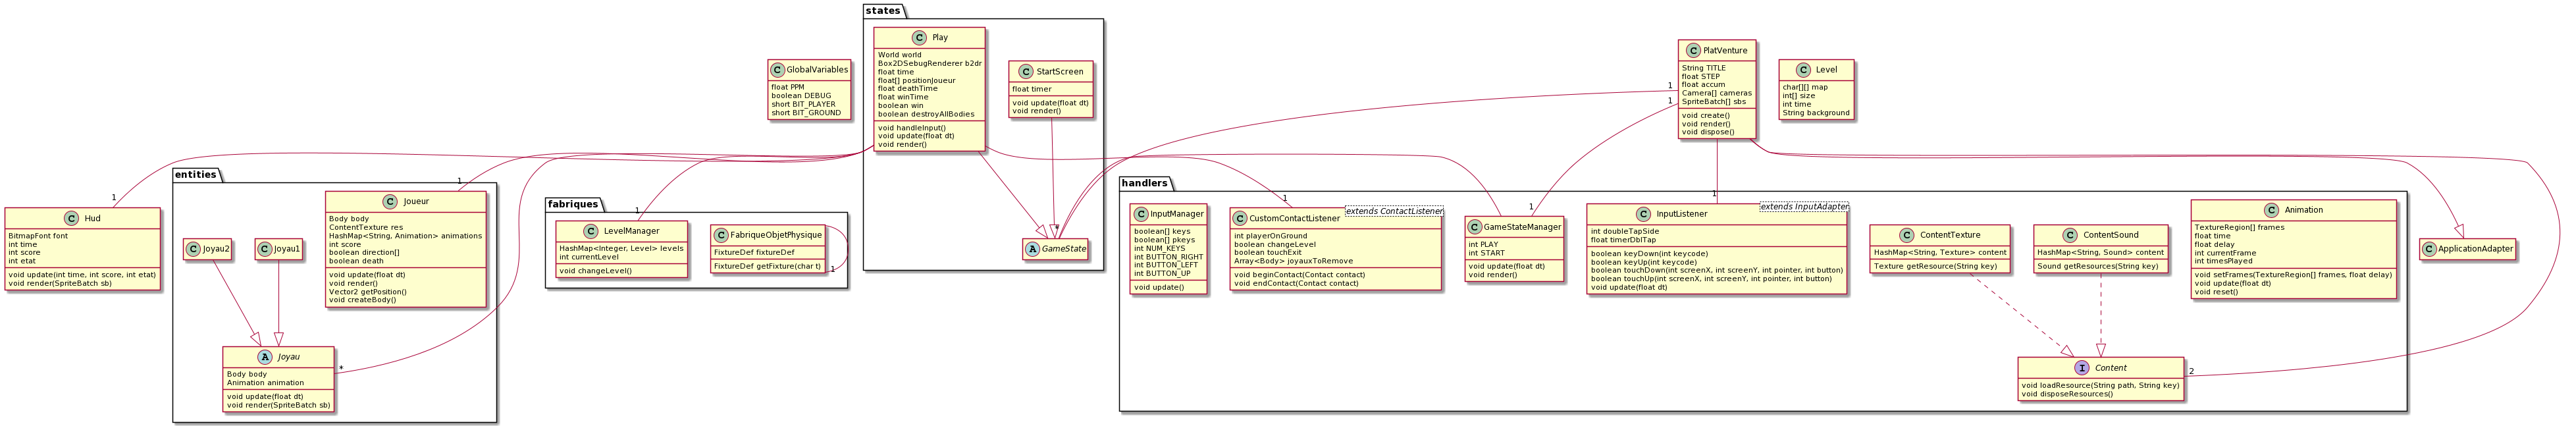 states
C Play
World world
Box2DSebugRenderer b2dr
float time
float[] positionJoueur
float deathTime
float winTime
boolean win
boolean destroyAllBodies
void handleInput()
void update(float dt)
void render()
C StartScreen
float timer
void update(float dt)
void render()
A GameState
*
C GlobalVariables
float PPM
boolean DEBUG
short BIT_PLAYER
short BIT_GROUND
C PlatVenture
String TITLE
float STEP
float accum
Camera[] cameras
SpriteBatch[] sbs
void create()
void render()
void dispose()
1
1
C Level
char[][] map
int[] size
int time
String background
1
C Hud
BitmapFont font
int time
int score
int etat
void update(int time, int score, int etat)
void render(SpriteBatch sb)
entities
1
C Joueur
Body body
ContentTexture res
HashMap<String, Animation> animations
int score
boolean direction[]
boolean death
void update(float dt)
void render()
Vector2 getPosition()
void createBody()
C Joyau2
C Joyau1
A Joyau
Body body
Animation animation
void update(float dt)
void render(SpriteBatch sb)
*
fabriques
1
C LevelManager
HashMap<Integer, Level> levels
int currentLevel
void changeLevel()
C FabriqueObjetPhysique
FixtureDef fixtureDef
FixtureDef getFixture(char t)
1
handlers
C InputManager
boolean[] keys
boolean[] pkeys
int NUM_KEYS
int BUTTON_RIGHT
int BUTTON_LEFT
int BUTTON_UP
void update()
1
C CustomContactListener
extends ContactListener
int playerOnGround
boolean changeLevel
boolean touchExit
Array<Body> joyauxToRemove
void beginContact(Contact contact)
void endContact(Contact contact)
1
C GameStateManager
int PLAY
int START
void update(float dt)
void render()
1
C InputListener
extends InputAdapter
int doubleTapSide
float timerDblTap
boolean keyDown(int keycode)
boolean keyUp(int keycode)
boolean touchDown(int screenX, int screenY, int pointer, int button)
boolean touchUp(int screenX, int screenY, int pointer, int button)
void update(float dt)
C ContentTexture
HashMap<String, Texture> content
Texture getResource(String key)
C ContentSound
HashMap<String, Sound> content
Sound getResources(String key)
C Animation
TextureRegion[] frames
float time
float delay
int currentFrame
int timesPlayed
void setFrames(TextureRegion[] frames, float delay)
void update(float dt)
void reset()
I Content
void loadResource(String path, String key)
void disposeResources()
2
C ApplicationAdapter